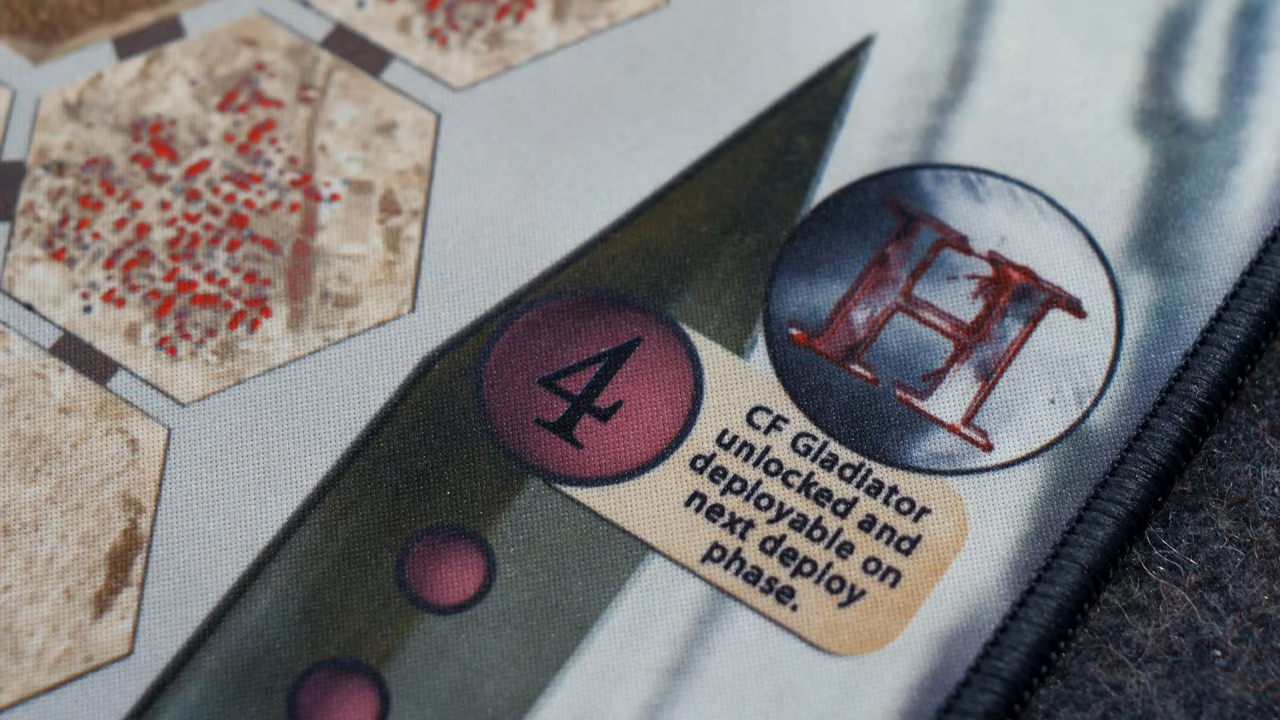 H
4
CF Gladiator
unlocked and
deployable on
next deploy
phase.